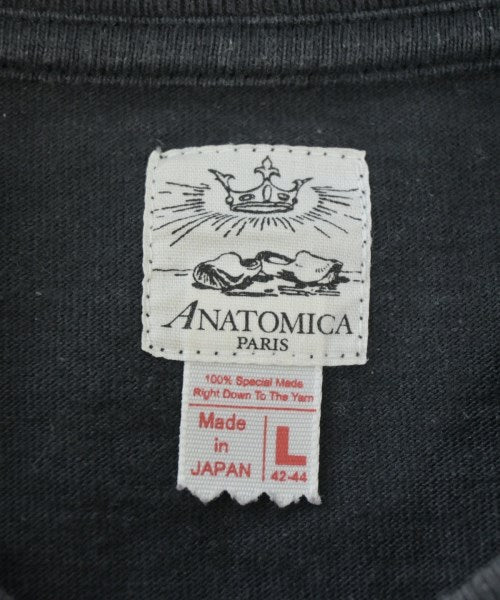 ANATOMICA
PARIS
100% Special Made
Right Down To The Yarn
Made
in
JAPAN
L
42-44